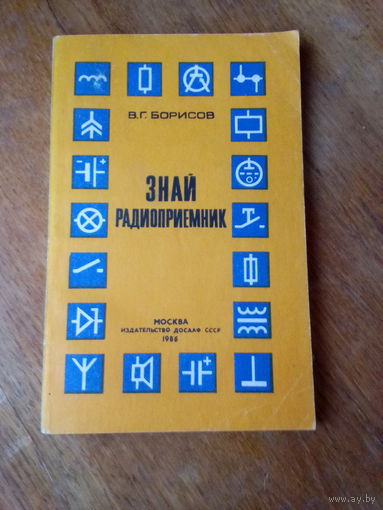 В.Г. БОРИСОВ
ЗНАЙ
РАДИОПРИЕМНИК
МОСКВА
ИЗДАТЕЛЬСТВО ДОСААФ СССР
1986
www.ay.by